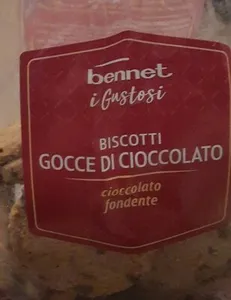 bennet
i Gustosi
BISCOTTI
GOCCE DI CIOCCOLATO
cioccolato
fondente